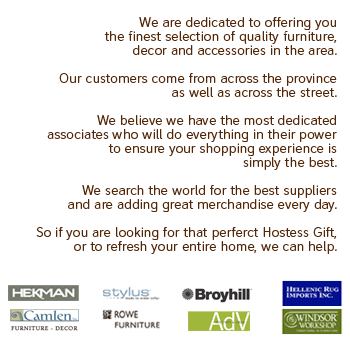 We are dedicated to offering you
the finest selection of quality furniture,
decor and accessories in the area.
Our customers come from across the province
as well as across the street.
We believe we have the most dedicated
associates who will do everything in their power
to ensure your shopping experience is
simply the best.
We search the world for the best suppliers
and are adding great merchandise every day.
So if you are looking for that perferct Hostess Gift,
or to refresh your entire home, we can help.
HEKMAN
stylus
Broyhill
HELLENIC RUG
IMPORTS INC.
Camlen
FURNITURE - DECOR
ROWE
FURNITURE
AdV
WINDSOR
WORKSHOP